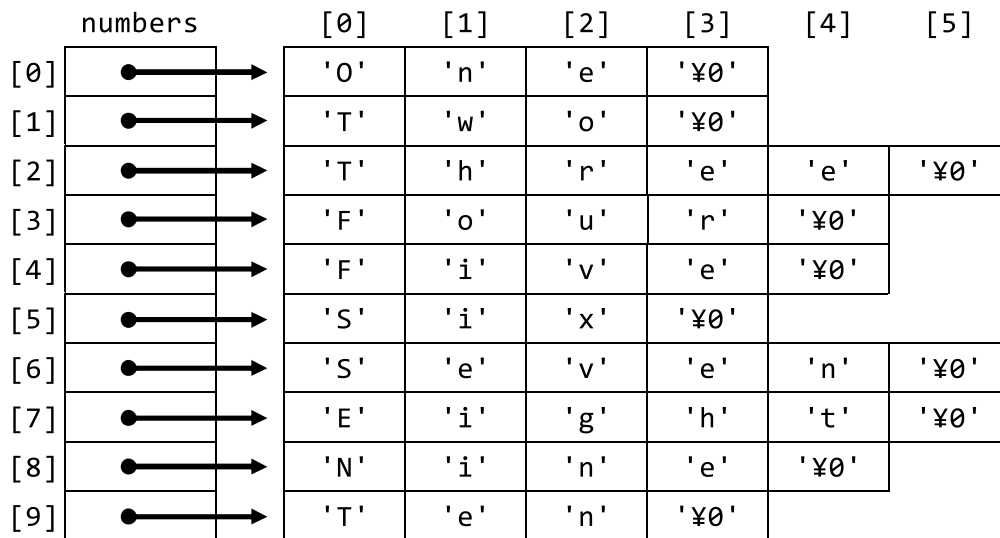 numbers [0] [1] [2] [3] [4] [5]
[0] 'O' 'n' 'e' '¥0'
[1] 'T' 'w' 'o' '¥0'
[2] 'T' 'h' 'r' 'e' 'e' '¥0'
[3] 'F' 'o' 'u' 'r' '¥0'
[4] 'F' 'i' 'v' 'e' '¥0'
[5] 'S' 'i' 'x' '¥0'
[6] 'S' 'e' 'v' 'e' 'n' '¥0'
[7] 'E' 'i' 'g' 'h' 't' '¥0'
[8] 'N' 'i' 'n' 'e' '¥0'
[9] 'T' 'e' 'n' '¥0'